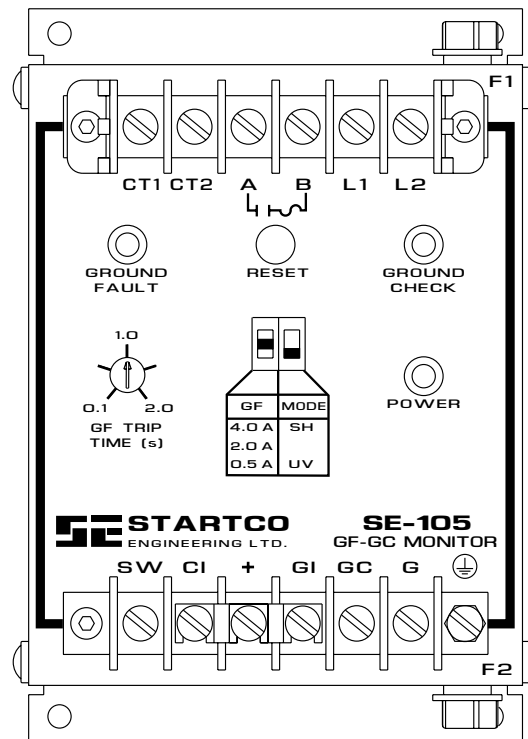 F1
CT1 CT2 A B L1 L2
GROUND FAULT
RESET
GROUND CHECK
1.0
0.1 2.0
GF TRIP
TIME (s)
POWER
GF MODE
4.0 A SH
2.0 A
0.5 A UV
SE STARTCO
ENGINEERING LTD.
SE-105
GF-GC MONITOR
SW CI + GI GC G
F2